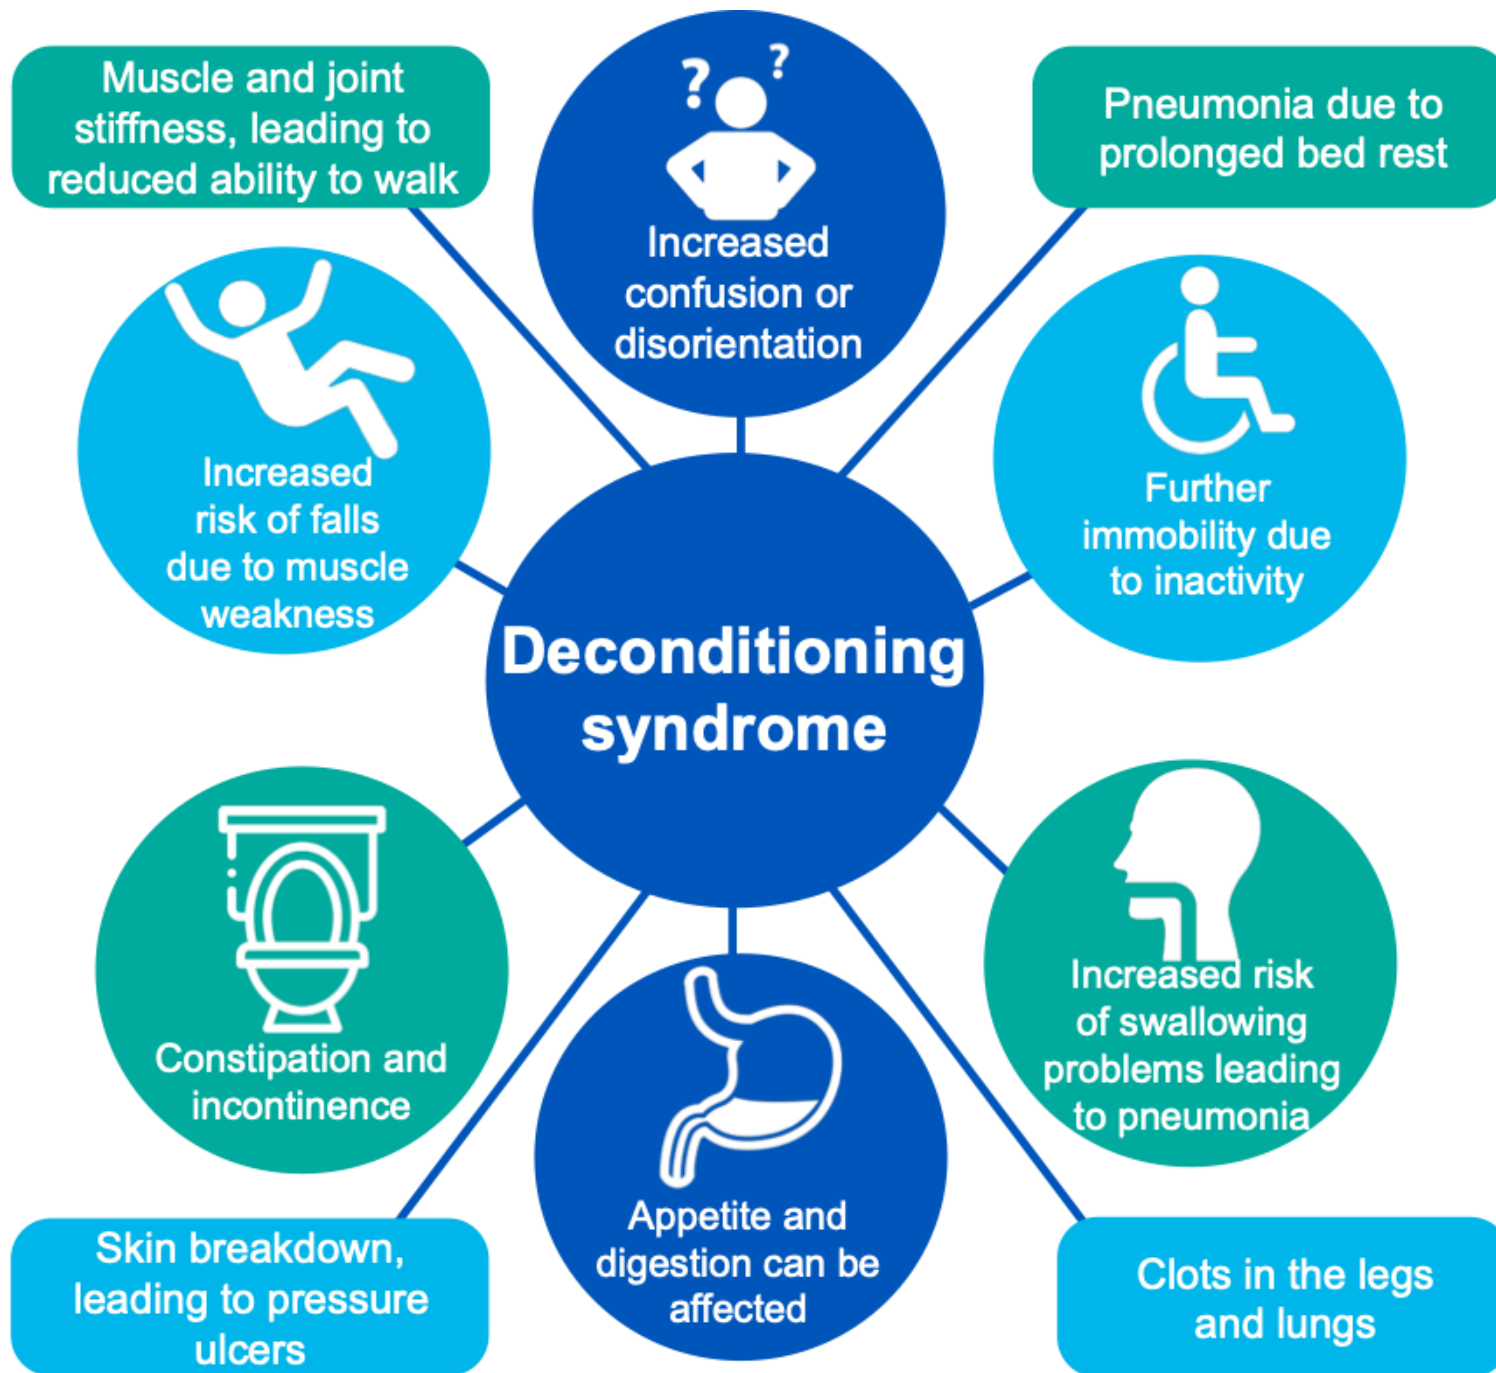 Muscle and joint
stiffness, leading to
reduced ability to walk
? ?
Increased
confusion or
disorientation
Pneumonia due to
prolonged bed rest
Increased
risk of falls
due to muscle
weakness
Further
immobility due
to inactivity
Deconditioning
syndrome
Constipation and
incontinence
Increased risk
of swallowing
problems leading
to pneumonia
Skin breakdown,
leading to pressure
ulcers
Appetite and
digestion can be
affected
Clots in the legs
and lungs